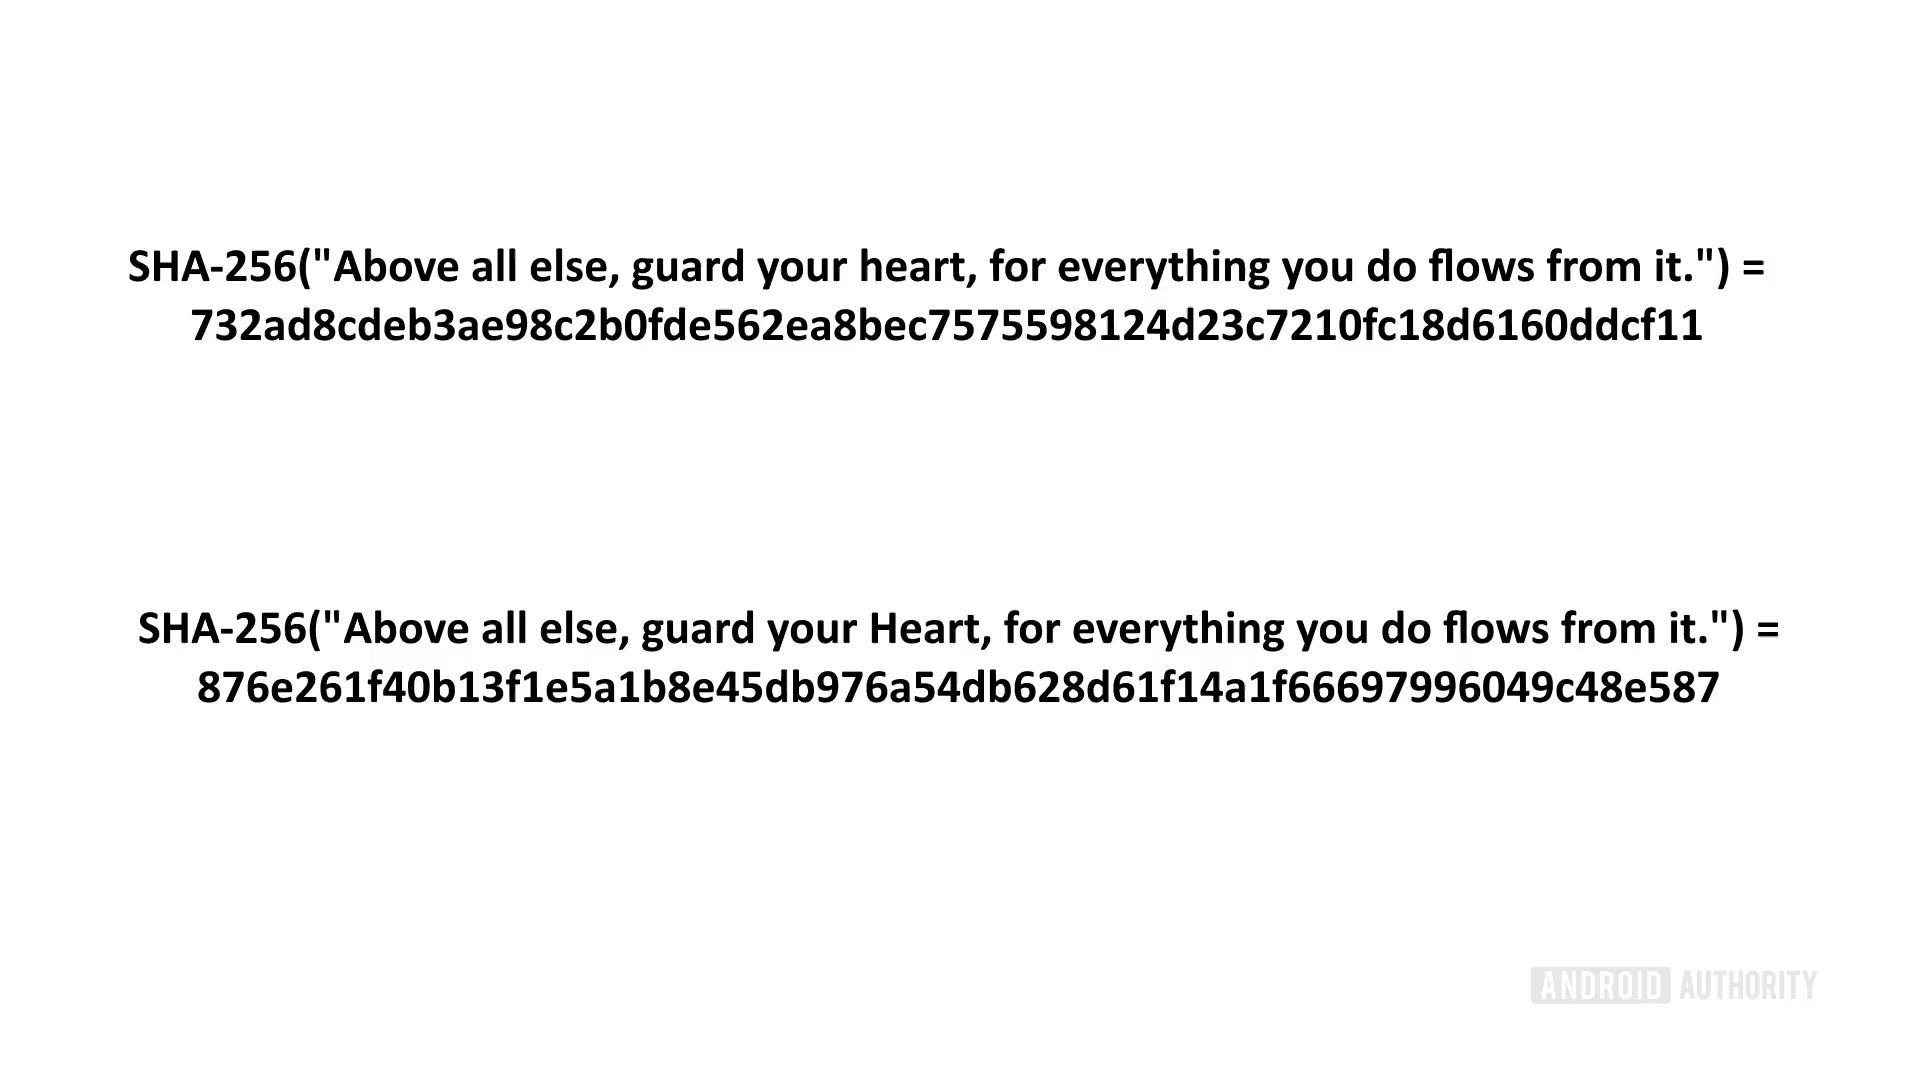 SHA-256("Above all else, guard your heart, for everything you do flows from it.") =
732ad8cdeb3ae98c2b0fde562ea8bec7575598124d23c7210fc18d6160ddcf11
SHA-256("Above all else, guard your Heart, for everything you do flows from it.") =
876e261f40b13f1e5a1b8e45db976a54db628d61f14a1f66697996049c48e587
ANDROID AUTHORITY